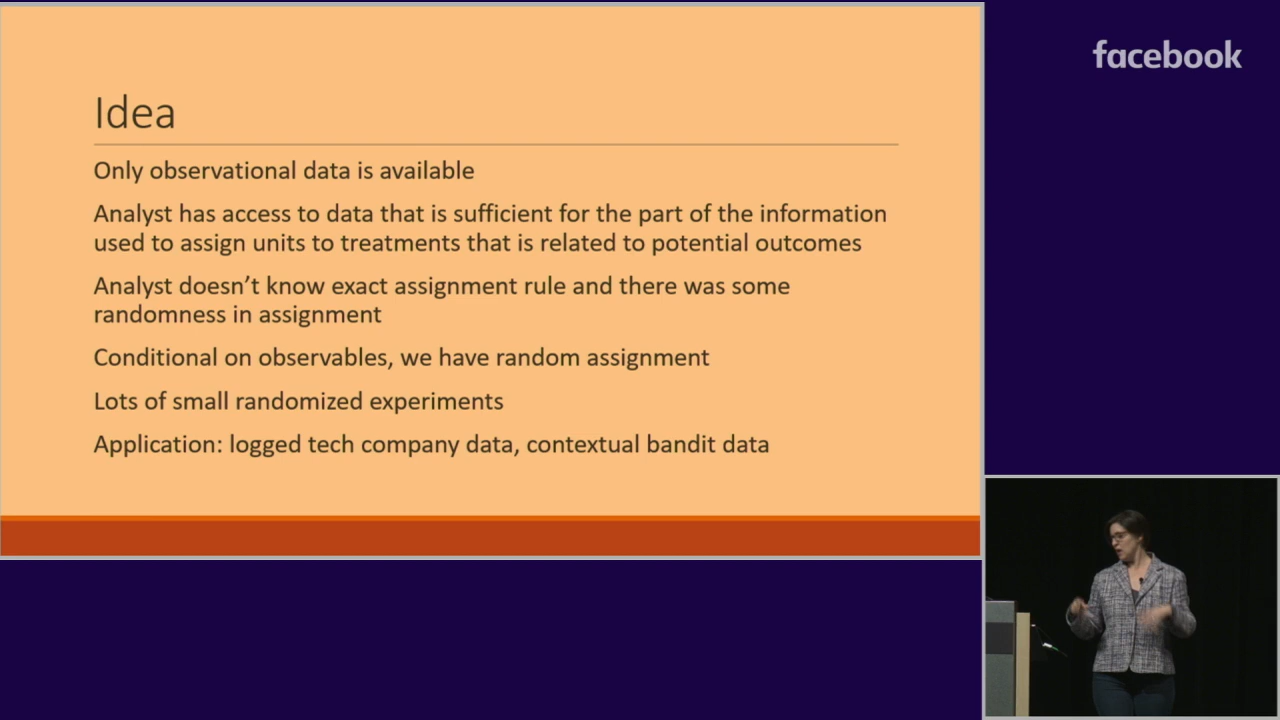 facebook
Idea
Only observational data is available
Analyst has access to data that is sufficient for the part of the information
used to assign units to treatments that is related to potential outcomes
Analyst doesn’t know exact assignment rule and there was some
randomness in assignment
Conditional on observables, we have random assignment
Lots of small randomized experiments
Application: logged tech company data, contextual bandit data